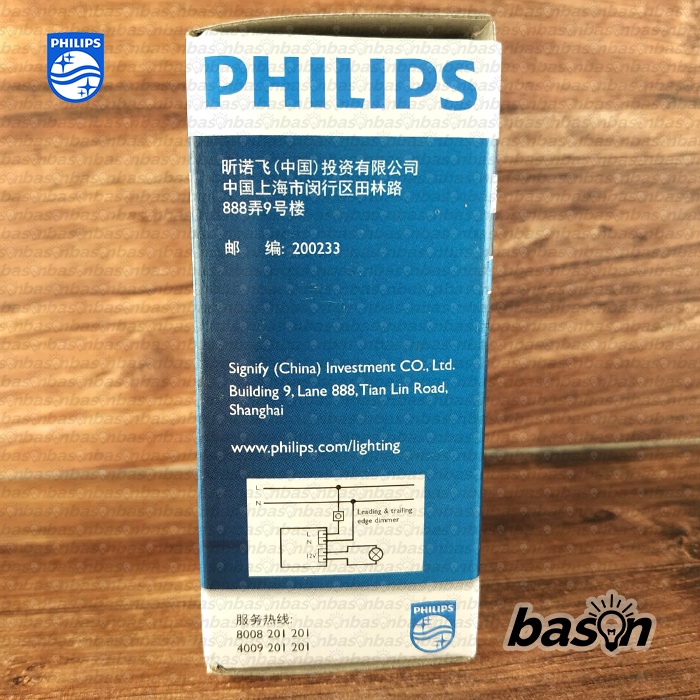 PHILIPS
PHILIPS
昕诺飞(中国)投资有限公司
中国上海市闵行区田林路
888弄9号楼
邮 编: 200233
Signify (China) Investment CO., Ltd.
Building 9, Lane 888, Tian Lin Road,
Shanghai
www.philips.com/lighting
L
N
Leading & trailing
edge dimmer
L
N
12V
服务热线:
8008 201 201
4009 201 201
PHILIPS
bason